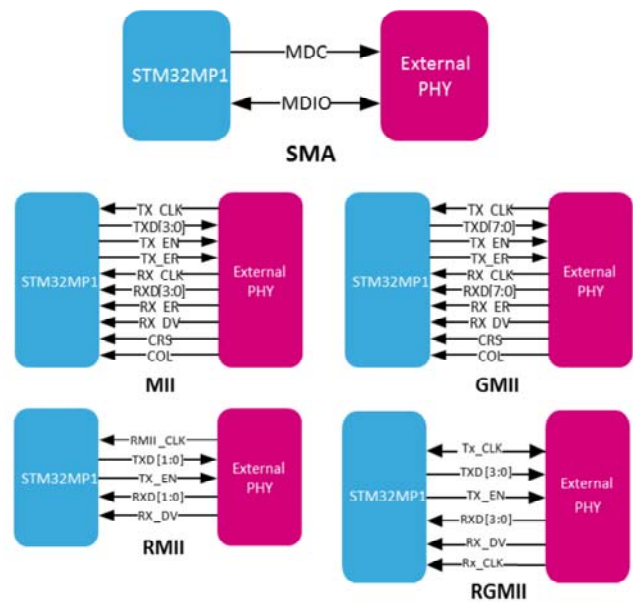 STM32MP1
MDC
MDIO
External
PHY
SMA
STM32MP1
TX_CLK
TXD[3:0]
TX_EN
TX_ER
RX_CLK
RXD[3:0]
RX_ER
RX_DV
CRS
COL
External
PHY
MII
STM32MP1
TX_CLK
TXD[7:0]
TX_EN
TX_ER
RX_CLK
RXD[7:0]
RX_ER
RX_DV
CRS
COL
External
PHY
GMII
STM32MP1
RMII_CLK
TXD[1:0]
TX_EN
RXD[1:0]
RX_DV
External
PHY
RMII
STM32MP1
Tx_CLK
TXD[3:0]
TX_EN
RXD[3:0]
RX_DV
Rx_CLK
External
PHY
RGMII